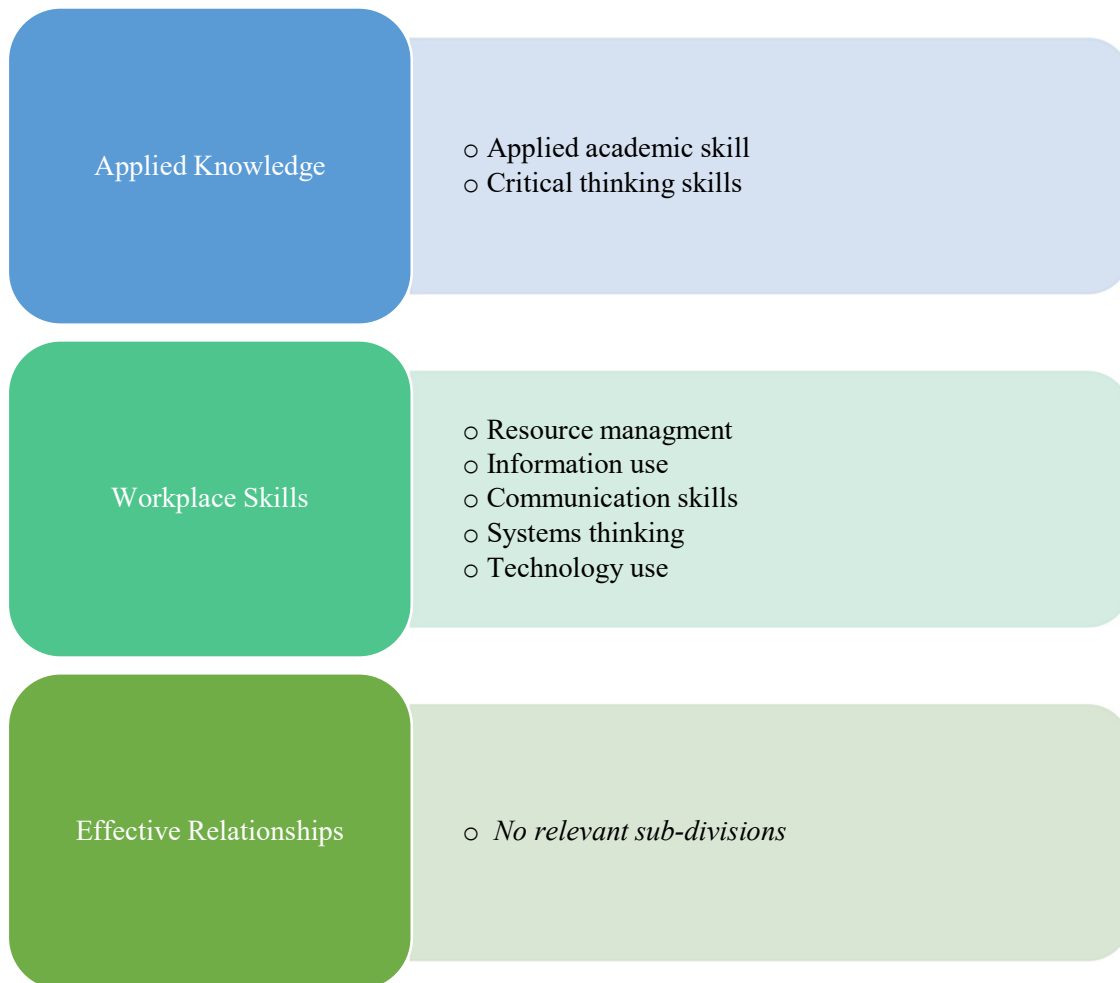 Applied Knowledge
o Applied academic skill
o Critical thinking skills
Workplace Skills
o Resource managment
o Information use
o Communication skills
o Systems thinking
o Technology use
Effective Relationships
o No relevant sub-divisions